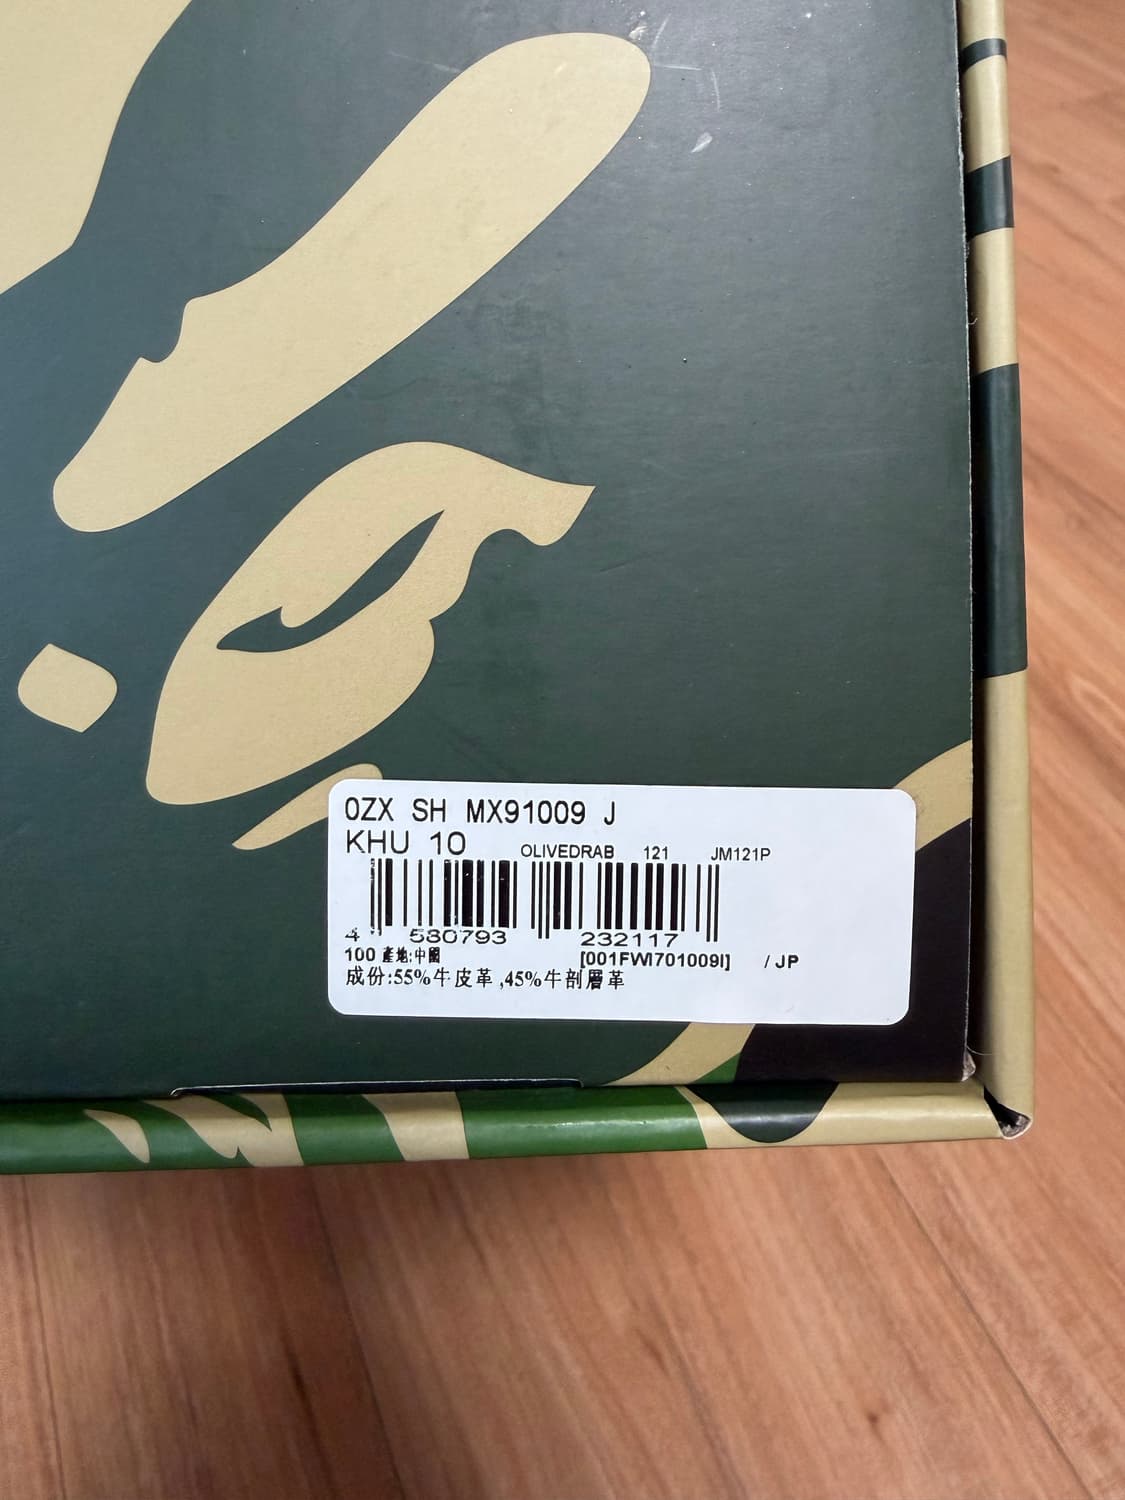 0ZX SH MX91009 J
KHU 10 OLIVEDRAB 121 JM121P
4 580793 232117
100 產地:中國 [001FWI701009I] / JP
成份:55%牛皮革 ,45%牛剖層革